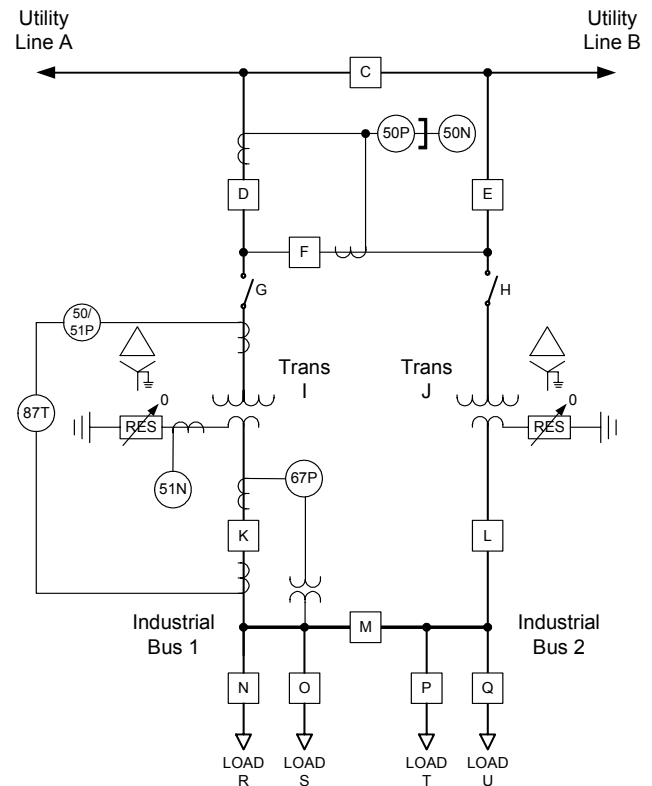 Utility
Line A
Utility
Line B
C
50P
50N
D
E
F
G
H
50/
51P
Trans
I
Trans
J
87T
0
RES
0
RES
51N
67P
K
L
Industrial
Bus 1
M
Industrial
Bus 2
N
O
P
Q
LOAD
R
LOAD
S
LOAD
T
LOAD
U